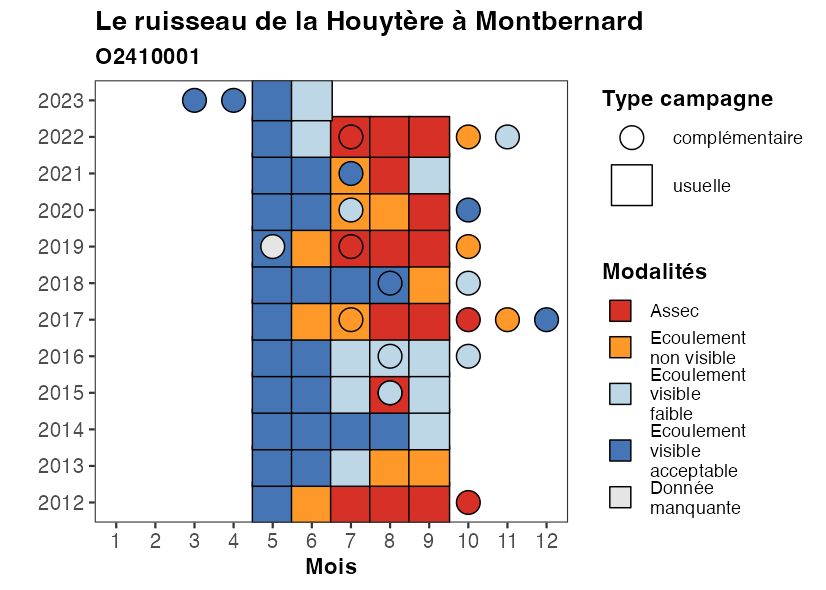 Le ruisseau de la Houytère à Montbernard
O2410001
2023
2022
2021
2020
2019
2018
2017
2016
2015
2014
2013
2012
1 2 3 4 5 6 7 8 9 10 11 12
Mois
Type campagne
complémentaire
usuelle
Modalités
Assec
Ecoulement
non visible
Ecoulement
visible
faible
Ecoulement
visible
acceptable
Donnée
manquante